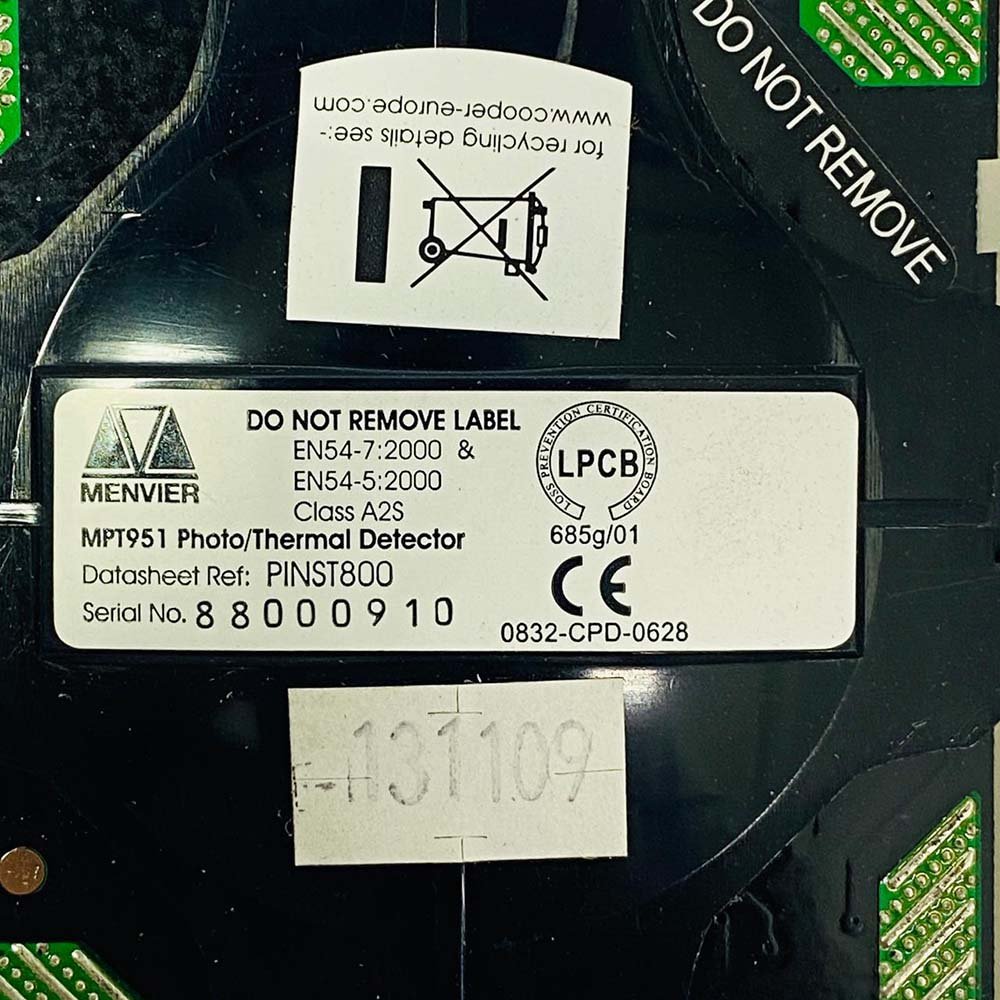 DO NOT REMOVE
for recycling details see:-
www.cooper-europe.com
MENVIER
DO NOT REMOVE LABEL
EN54-7:2000 &
EN54-5:2000
Class A2S
MPT951 Photo/Thermal Detector
Datasheet Ref: PINST800
Serial No. 88000910
LOSS PREVENTION CERTIFICATION BOARD
LPCB
685g/01
CE
0832-CPD-0628
131109